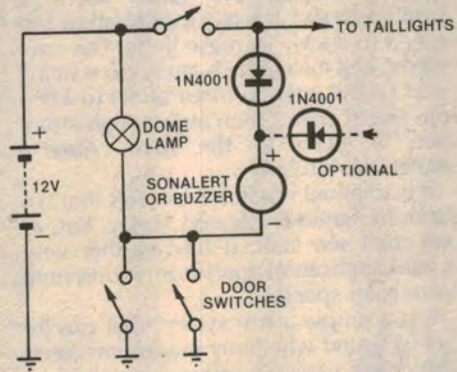 TO TAILLIGHTS
1N4001
1N4001
DOME
LAMP
+
+
OPTIONAL
12V
SONALERT
OR BUZZER
−
−
DOOR
SWITCHES